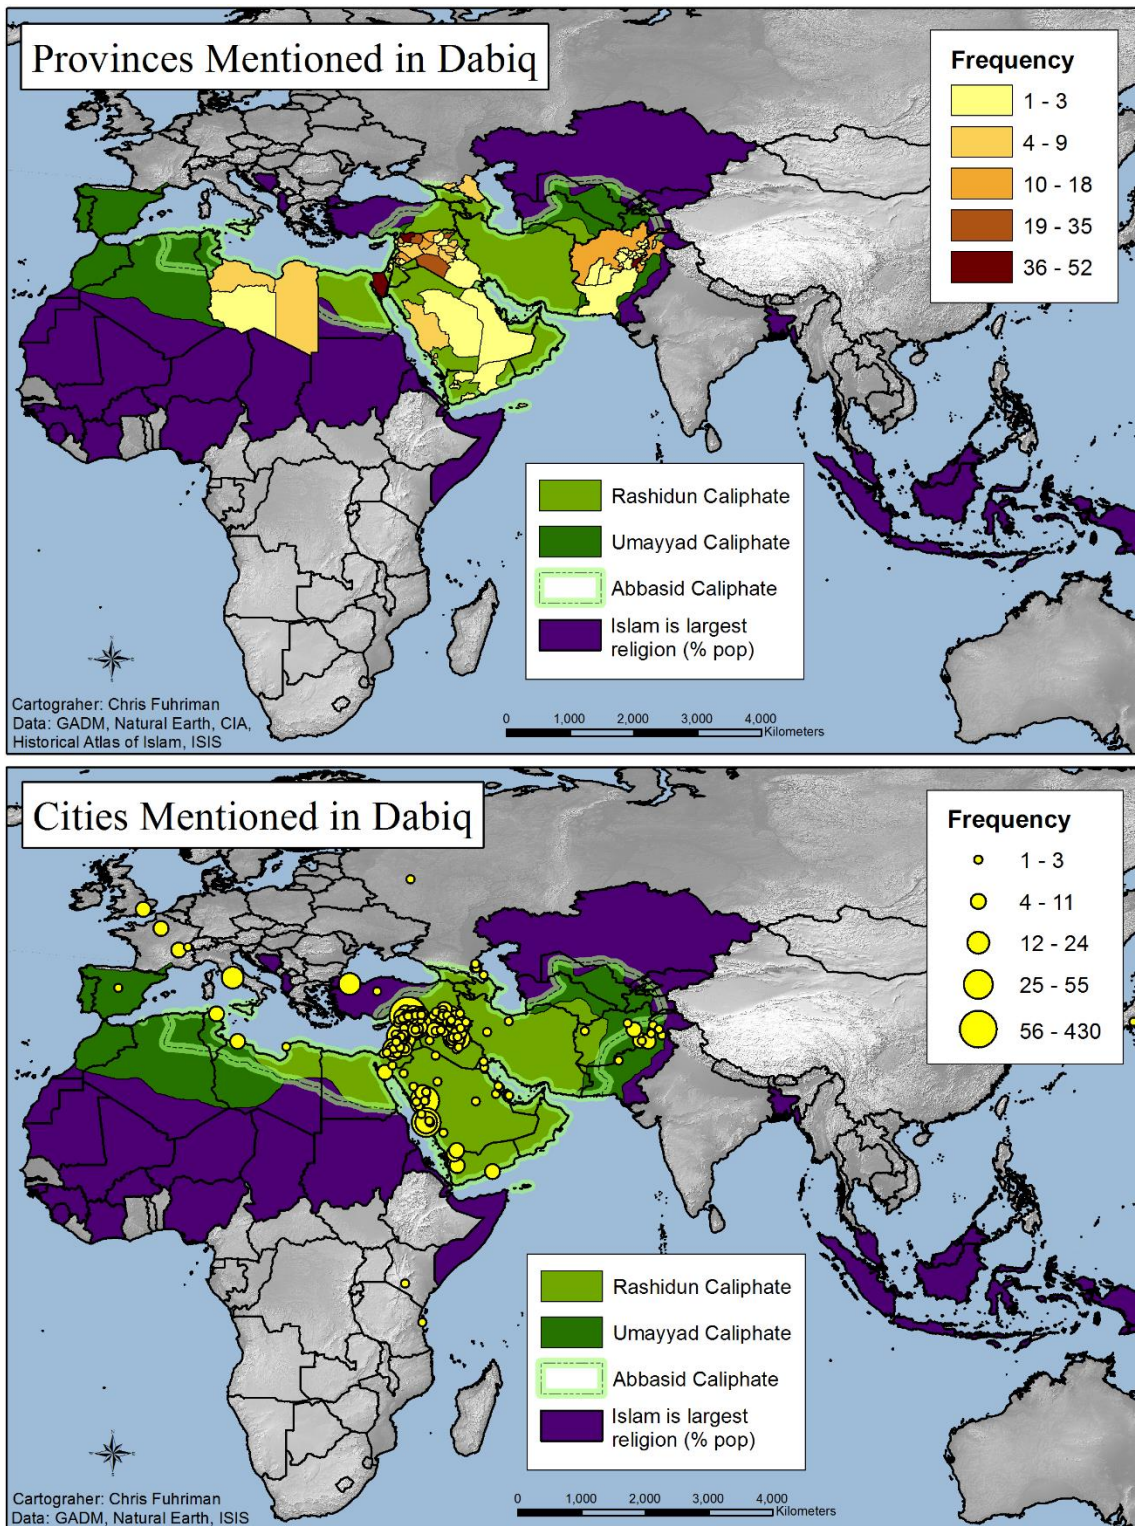 Provinces Mentioned in Dabiq
Frequency
1 - 3
4 - 9
10 - 18
19 - 35
36 - 52
Rashidun Caliphate
Umayyad Caliphate
Abbasid Caliphate
Islam is largest
religion (% pop)
Cartograher: Chris Fuhriman
Data: GADM, Natural Earth, CIA,
Historical Atlas of Islam, ISIS
0 1,000 2,000 3,000 4,000
Kilometers
Cities Mentioned in Dabiq
Frequency
1 - 3
4 - 11
12 - 24
25 - 55
56 - 430
Rashidun Caliphate
Umayyad Caliphate
Abbasid Caliphate
Islam is largest
religion (% pop)
Cartograher: Chris Fuhriman
Data: GADM, Natural Earth, ISIS
0 1,000 2,000 3,000 4,000
Kilometers